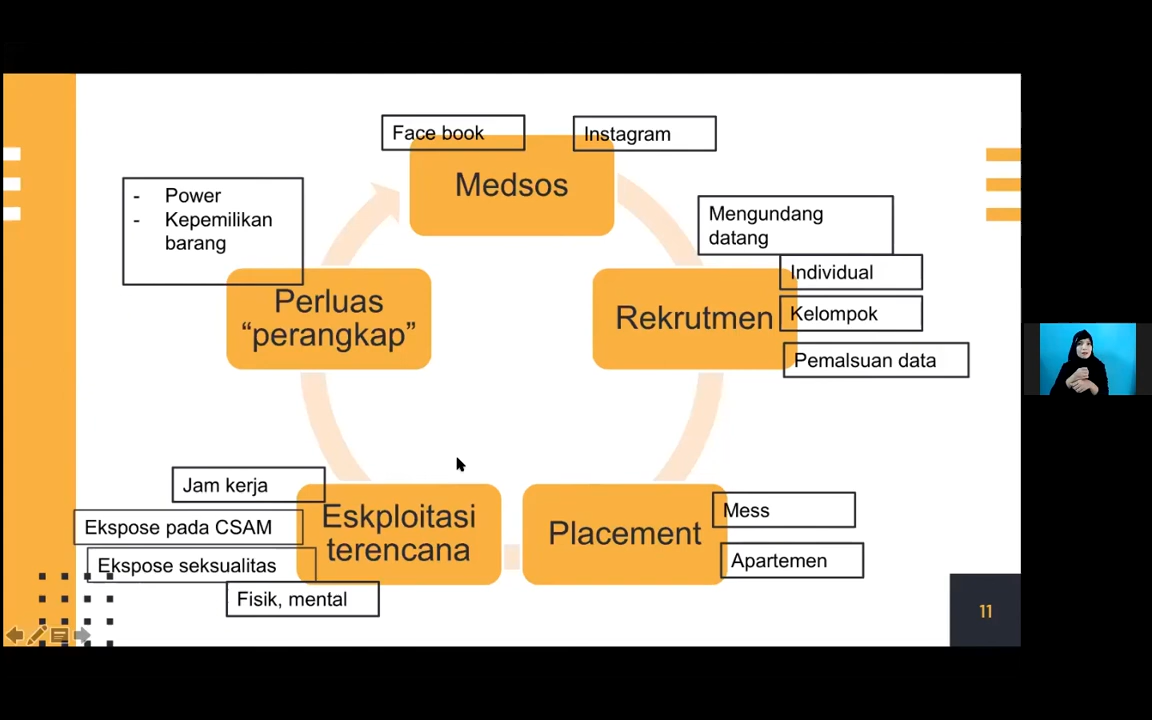 Face book
Instagram
Medsos
Mengundang
datang
Individual
Rekrutmen
Kelompok
Pemalsuan data
Mess
Placement
Apartemen
Jam kerja
Eskploitasi
terencana
Ekspose pada CSAM
Ekspose seksualitas
Fisik, mental
- Power
- Kepemilikan
barang
Perluas
“perangkap”
11